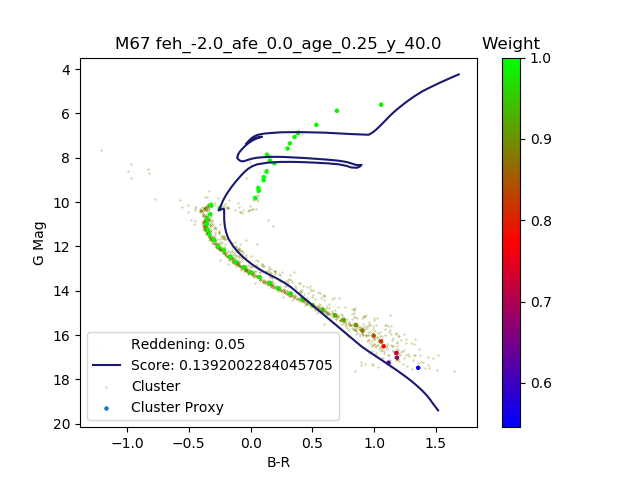 M67 feh_-2.0_afe_0.0_age_0.25_y_40.0
Weight
4
6
8
10
12
14
16
18
20
G Mag
−1.0
−0.5
0.0
0.5
1.0
1.5
B-R
Reddening: 0.05
Score: 0.1392002284045705
Cluster
Cluster Proxy
1.0
0.9
0.8
0.7
0.6